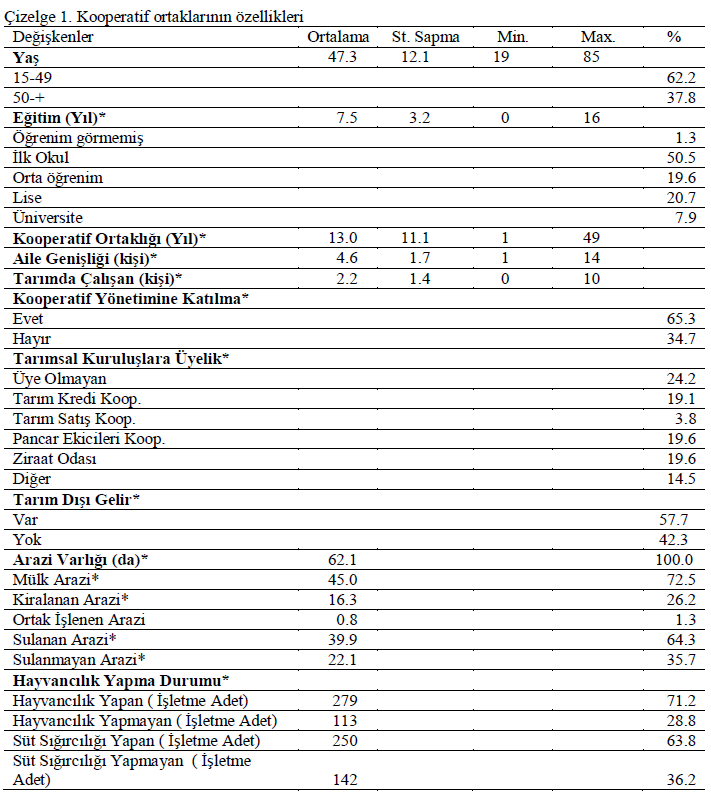 Çizelge 1. Kooperatif ortaklarının özellikleri
Değişkenler Ortalama St. Sapma Min. Max. %
Yaş 47.3 12.1 19 85
15-49 62.2
50-+ 37.8
Eğitim (Yıl)* 7.5 3.2 0 16
Öğrenim görmemiş 1.3
İlk Okul 50.5
Orta öğrenim 19.6
Lise 20.7
Üniversite 7.9
Kooperatif Ortaklığı (Yıl)* 13.0 11.1 1 49
Aile Genişliği (kişi)* 4.6 1.7 1 14
Tarımda Çalışan (kişi)* 2.2 1.4 0 10
Kooperatif Yönetimine Katılma*
Evet 65.3
Hayır 34.7
Tarımsal Kuruluşlara Üyelik*
Üye Olmayan 24.2
Tarım Kredi Koop. 19.1
Tarım Satış Koop. 3.8
Pancar Ekicileri Koop. 19.6
Ziraat Odası 19.6
Diğer 14.5
Tarım Dışı Gelir*
Var 57.7
Yok 42.3
Arazi Varlığı (da)* 62.1 100.0
Mülk Arazi* 45.0 72.5
Kiralanan Arazi* 16.3 26.2
Ortak İşlenen Arazi 0.8 1.3
Sulanan Arazi* 39.9 64.3
Sulanmayan Arazi* 22.1 35.7
Hayvancılık Yapma Durumu*
Hayvancılık Yapan ( İşletme Adet) 279 71.2
Hayvancılık Yapmayan ( İşletme Adet) 113 28.8
Süt Sığırcılığı Yapan ( İşletme Adet) 250 63.8
Süt Sığırcılığı Yapmayan ( İşletme
Adet) 142 36.2